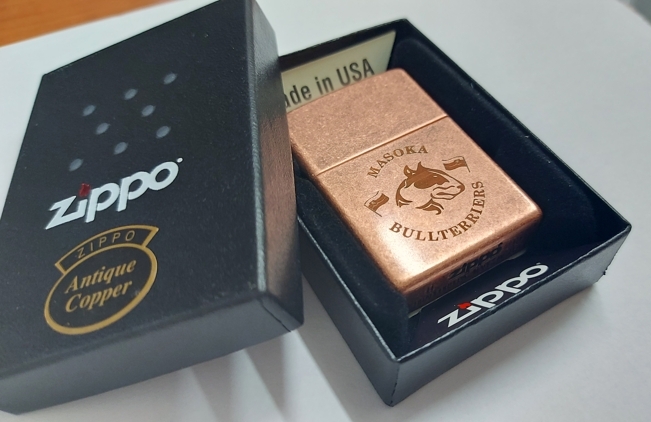 zippo
ZIPPO
Antique
Copper
de in USA
MASOKA
BULLTERRIERS
zippo